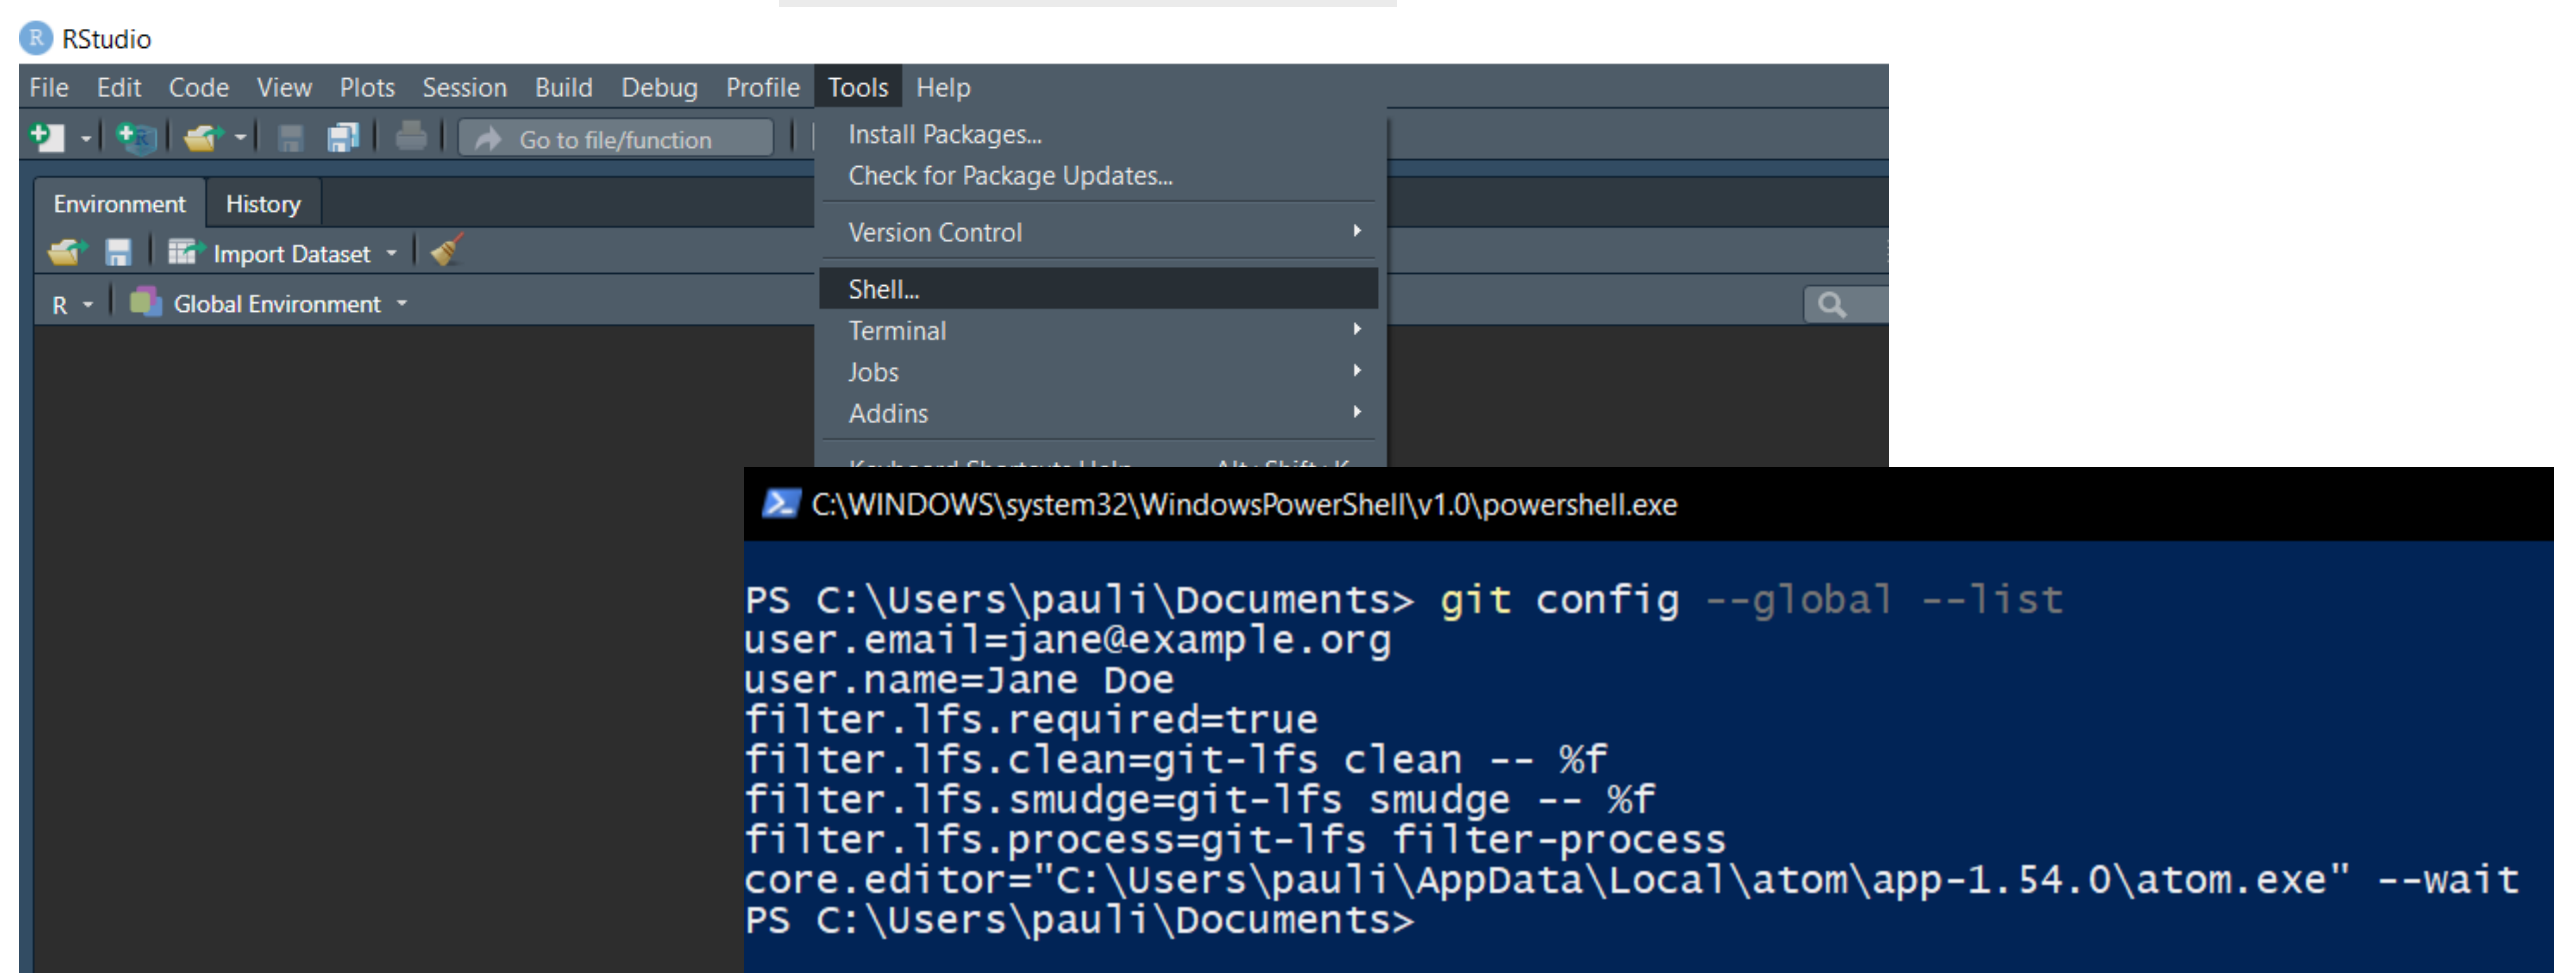 RStudio
File Edit Code View Plots Session Build Debug Profile Tools Help
Go to file/function
Install Packages...
Check for Package Updates...
Environment History
Version Control
Import Dataset
Shell...
R Global Environment
Terminal
Jobs
Addins
Keyboard Shortcuts Help Alt+Shift+K
C:\WINDOWS\system32\WindowsPowerShell\v1.0\powershell.exe
PS C:\Users\pauli\Documents> git config --global --list
user.email=jane@example.org
user.name=Jane Doe
filter.lfs.required=true
filter.lfs.clean=git-lfs clean -- %f
filter.lfs.smudge=git-lfs smudge -- %f
filter.lfs.process=git-lfs filter-process
core.editor="C:\Users\pauli\AppData\Local\atom\app-1.54.0\atom.exe" --wait
PS C:\Users\pauli\Documents>